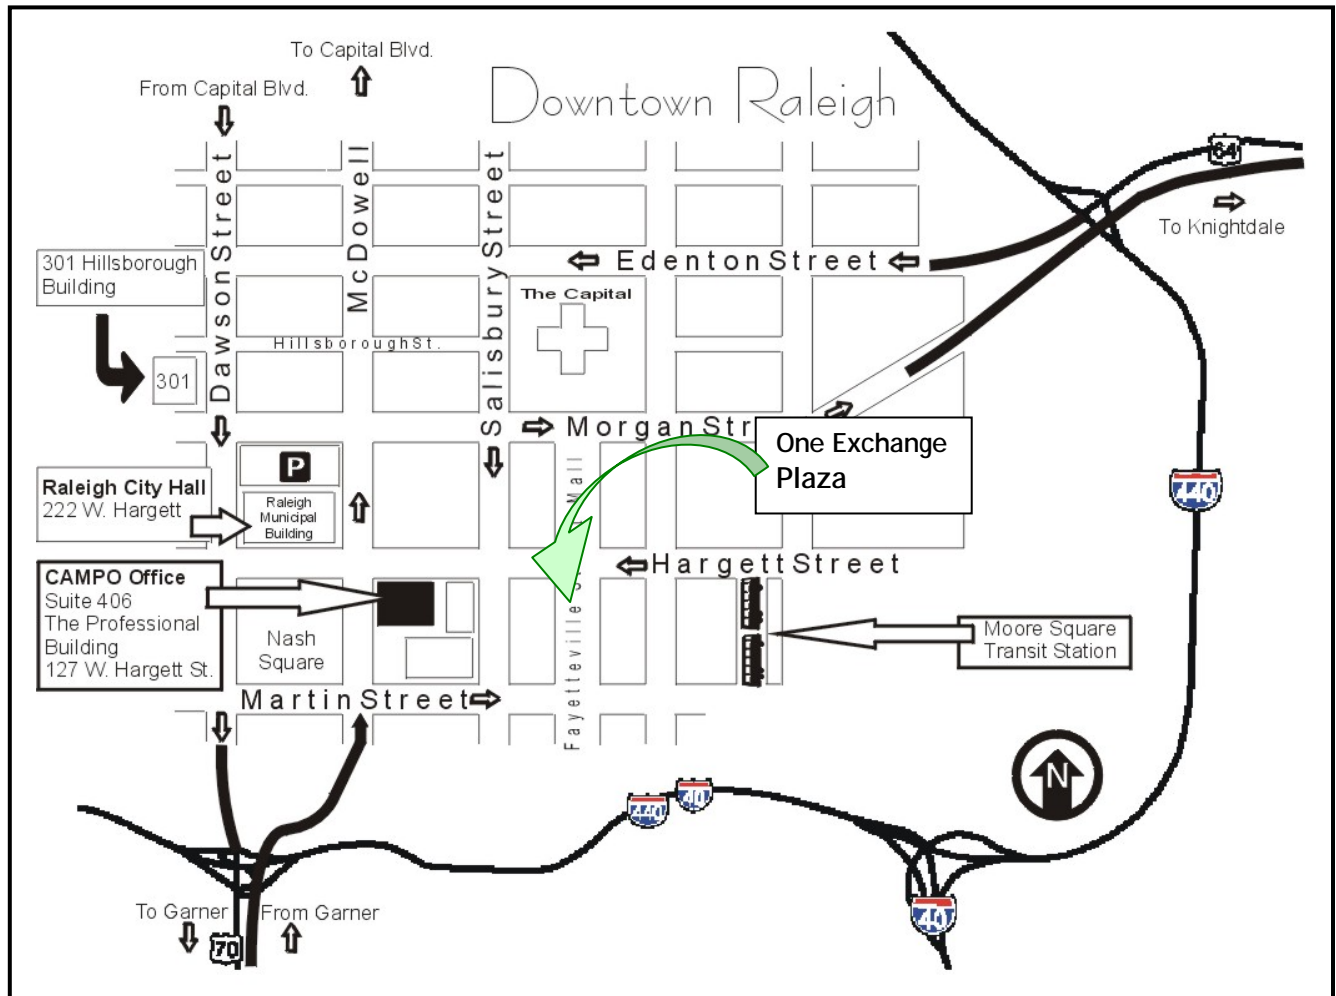 To Capital Blvd.
From Capital Blvd.
Downtown Raleigh
Dawson Street
McDowell
Salisbury Street
64
To Knightdale
Edenton Street
301 Hillsborough
Building
The Capital
Hillsborough St.
301
Morgan Str
One Exchange
Plaza
P
Mall
Raleigh City Hall
222 W. Hargett
Raleigh
Municipal
Building
440
Hargett Street
CAMPO Office
Suite 406
The Professional
Building
127 W. Hargett St.
Nash
Square
Fayetteville
Moore Square
Transit Station
Martin Street
N
440
40
To Garner
From Garner
70
40